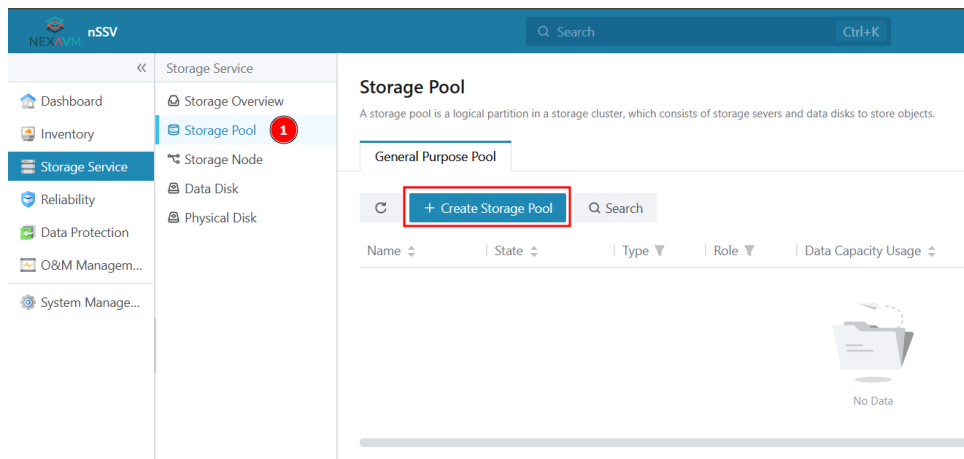 NEXAVM nSSV
Search Ctrl+K
Storage Service
Dashboard
Inventory
Storage Service
Reliability
Data Protection
O&M Managem...
System Manage...
Storage Overview
Storage Pool 1
Storage Node
Data Disk
Physical Disk
Storage Pool
A storage pool is a logical partition in a storage cluster, which consists of storage severs and data disks to store objects.
General Purpose Pool
+ Create Storage Pool Search
Name State Type Role Data Capacity Usage
No Data